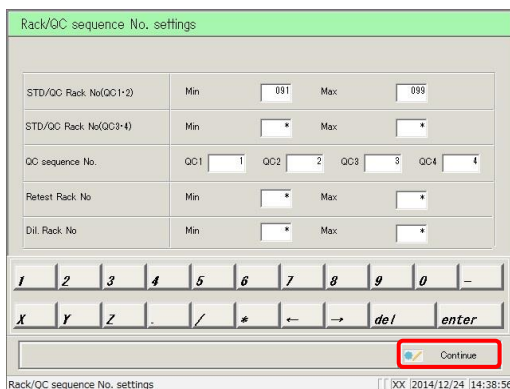 Rack/QC sequence No. settings
STD/QC Rack No(QC1·2) Min 091 Max 099
STD/QC Rack No(QC3·4) Min * Max *
QC sequence No. QC1 1 QC2 2 QC3 3 QC4 4
Retest Rack No Min * Max *
Dil. Rack No Min * Max *
1 2 3 4 5 6 7 8 9 0 -
X Y Z . / * ← → del enter
Continue
Rack/QC sequence No. settings XX 2014/12/24 14:38:56